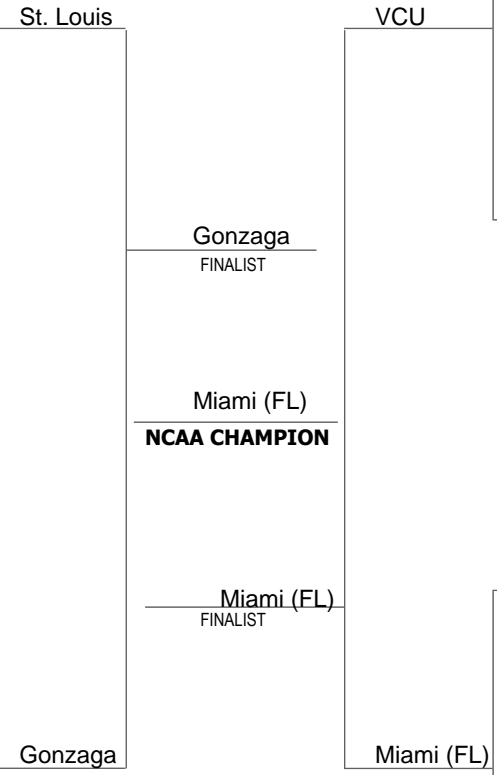 St. Louis
VCU
Gonzaga
FINALIST
Miami (FL)
NCAA CHAMPION
Miami (FL)
FINALIST
Gonzaga
Miami (FL)